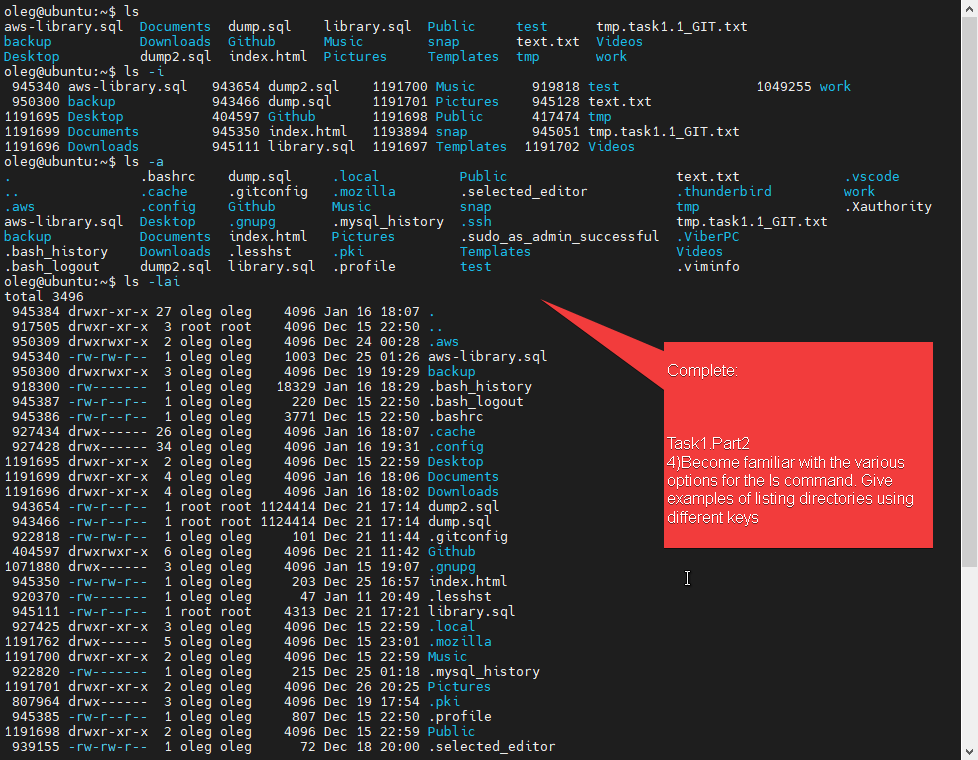 oleg@ubuntu:~$ ls
aws-library.sql  Documents  dump.sql  library.sql  Public  test  tmp.task1.1_GIT.txt
backup  Downloads  Github  Music  snap  text.txt  Videos
Desktop  dump2.sql  index.html  Pictures  Templates  tmp  work
oleg@ubuntu:~$ ls -i
945340 aws-library.sql  943654 dump2.sql  1191700 Music  919818 test  1049255 work
950300 backup  943466 dump.sql  1191701 Pictures  945128 text.txt
1191695 Desktop  404597 Github  1191698 Public  417474 tmp
1191699 Documents  945350 index.html  1193894 snap  945051 tmp.task1.1_GIT.txt
1191696 Downloads  945111 library.sql  1191697 Templates  1191702 Videos
oleg@ubuntu:~$ ls -a
.  .bashrc  dump.sql  .local  Public  text.txt  .vscode
..  .cache  .gitconfig  .mozilla  .selected_editor  .thunderbird  work
.aws  .config  Github  Music  snap  tmp  .Xauthority
aws-library.sql  Desktop  .gnupg  .mysql_history  .ssh  tmp.task1.1_GIT.txt
backup  Documents  index.html  Pictures  .sudo_as_admin_successful  .ViberPC
.bash_history  Downloads  .lesshst  .pki  Templates  Videos
.bash_logout  dump2.sql  library.sql  .profile  test  .viminfo
oleg@ubuntu:~$ ls -lai
total 3496
945384 drwxr-xr-x 27 oleg oleg 4096 Jan 16 18:07 .
917505 drwxr-xr-x 3 root root 4096 Dec 15 22:50 ..
950309 drwxrwxr-x 2 oleg oleg 4096 Dec 24 00:28 .aws
945340 -rw-rw-r-- 1 oleg oleg 1003 Dec 25 01:26 aws-library.sql
950300 drwxrwxr-x 3 oleg oleg 4096 Dec 19 19:29 backup
918300 -rw------- 1 oleg oleg 18329 Jan 16 18:29 .bash_history
945387 -rw-r--r-- 1 oleg oleg 220 Dec 15 22:50 .bash_logout
945386 -rw-r--r-- 1 oleg oleg 3771 Dec 15 22:50 .bashrc
927434 drwx------ 26 oleg oleg 4096 Jan 16 18:07 .cache
927428 drwx------ 34 oleg oleg 4096 Jan 16 19:31 .config
1191695 drwxr-xr-x 2 oleg oleg 4096 Dec 15 22:59 Desktop
1191699 drwxr-xr-x 4 oleg oleg 4096 Jan 16 18:06 Documents
1191696 drwxr-xr-x 4 oleg oleg 4096 Jan 16 18:02 Downloads
943654 -rw-r--r-- 1 root root 1124414 Dec 21 17:14 dump2.sql
943466 -rw-r--r-- 1 root root 1124414 Dec 21 17:14 dump.sql
922818 -rw-rw-r-- 1 oleg oleg 101 Dec 21 11:44 .gitconfig
404597 drwxrwxr-x 6 oleg oleg 4096 Dec 21 11:42 Github
1071880 drwx------ 3 oleg oleg 4096 Jan 15 19:07 .gnupg
945350 -rw-rw-r-- 1 oleg oleg 203 Dec 25 16:57 index.html
920370 -rw------- 1 oleg oleg 47 Jan 11 20:49 .lesshst
945111 -rw-r--r-- 1 root root 4313 Dec 21 17:21 library.sql
927425 drwxr-xr-x 3 oleg oleg 4096 Dec 15 22:59 .local
1191762 drwx------ 5 oleg oleg 4096 Dec 15 23:01 .mozilla
1191700 drwxr-xr-x 2 oleg oleg 4096 Dec 15 22:59 Music
922820 -rw------- 1 oleg oleg 215 Dec 25 01:18 .mysql_history
1191701 drwxr-xr-x 2 oleg oleg 4096 Dec 26 20:25 Pictures
807964 drwx------ 3 oleg oleg 4096 Dec 19 17:54 .pki
945385 -rw-r--r-- 1 oleg oleg 807 Dec 15 22:50 .profile
1191698 drwxr-xr-x 2 oleg oleg 4096 Dec 15 22:59 Public
939155 -rw-rw-r-- 1 oleg oleg 72 Dec 18 20:00 .selected_editor
Complete:
Task1.Part2
4)Become familiar with the various
options for the ls command. Give
examples of listing directories using
different keys